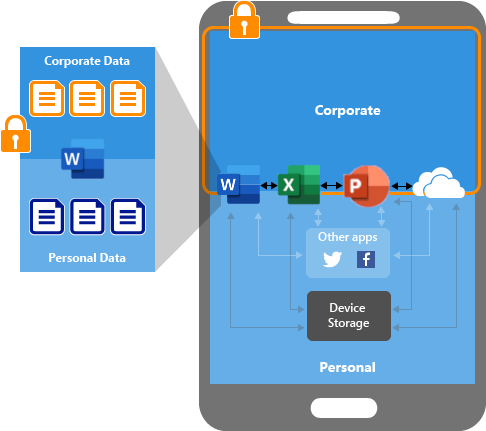 Corporate Data
W
Personal Data
Corporate
W
X
P
Other apps
f
Device
Storage
Personal